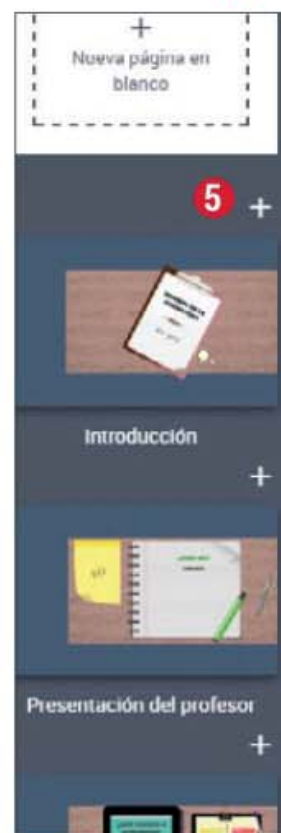 +
Nueva página en
blanco
5 +
Introducción
+
Presentación del profesor
+